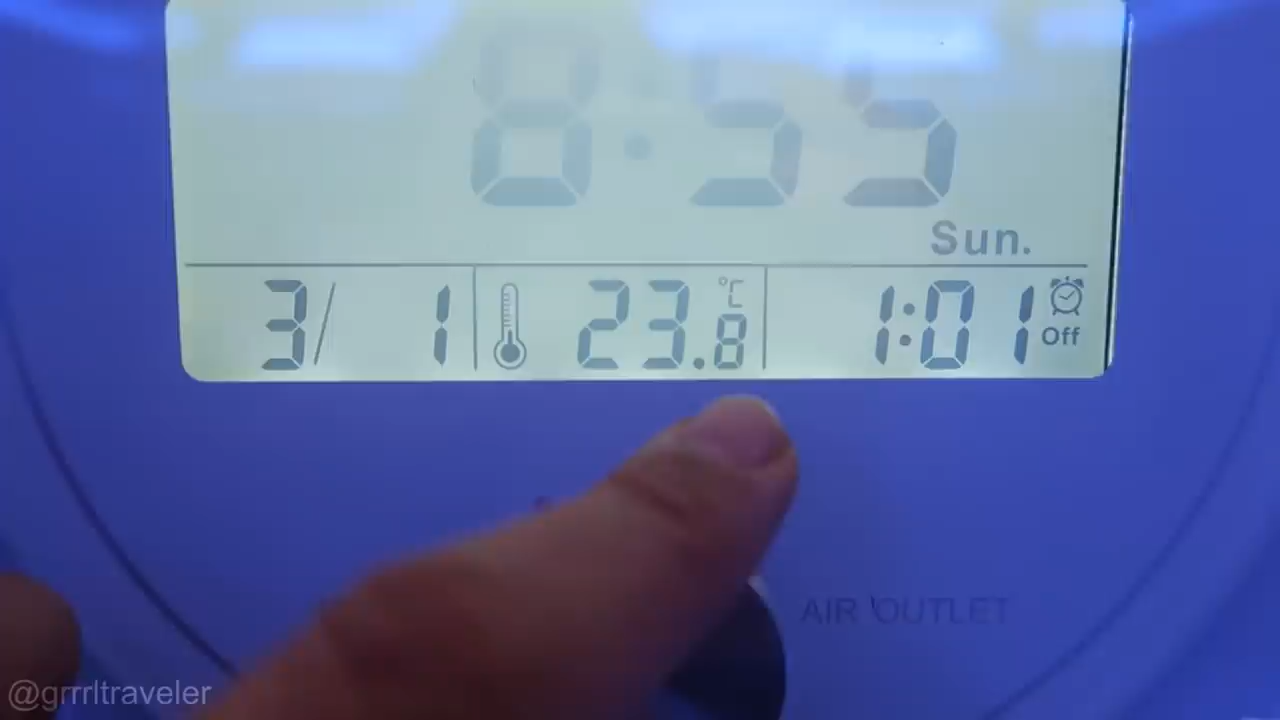 8:55
Sun.
3/ 1 23.8 °C 1:01 Off
AIR OUTLET
@grrrltraveler